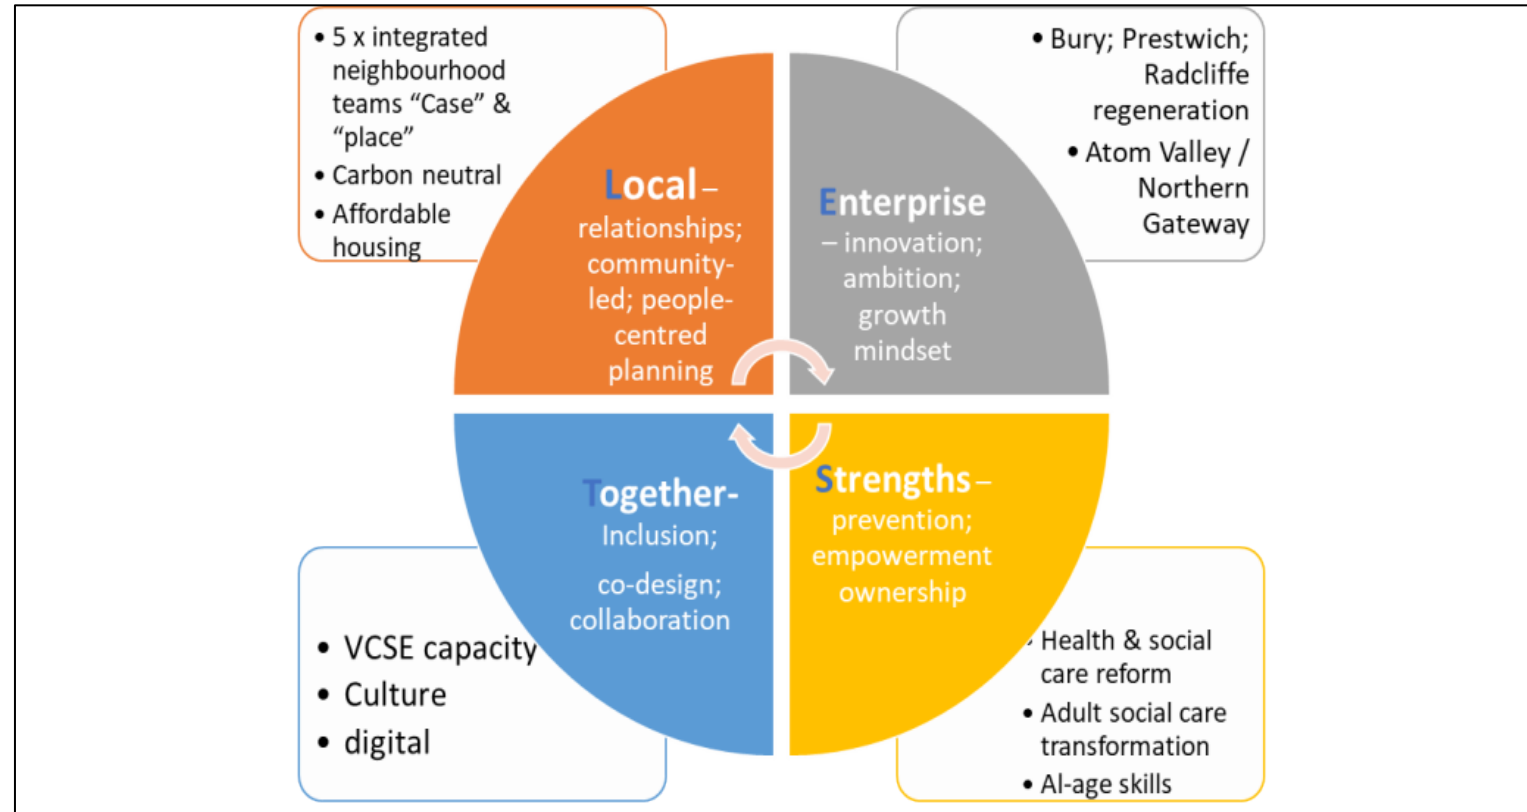 • 5 x integrated
neighbourhood
teams “Case” &
“place”
• Carbon neutral
• Affordable
housing
Local –
relationships;
community-
led; people-
centred
planning
Enterprise
– innovation;
ambition;
growth
mindset
• Bury; Prestwich;
Radcliffe
regeneration
• Atom Valley /
Northern
Gateway
Together-
Inclusion;
co-design;
collaboration
• VCSE capacity
• Culture
• digital
Strengths –
prevention;
empowerment
ownership
• Health & social
care reform
• Adult social care
transformation
• Al-age skills